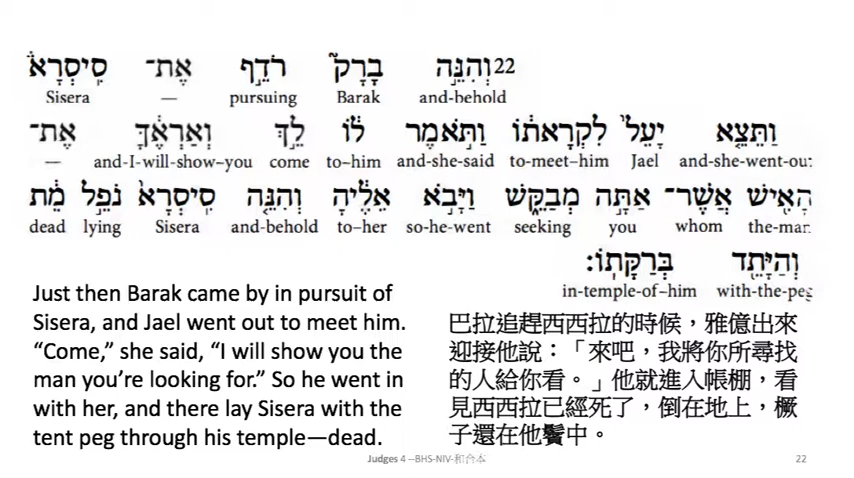 22 וְהִנֵּ֣ה בָרָק֮ רֹדֵ֣ף אֶת־ סִֽיסְרָא֒
and-behold Barak pursuing — Sisera
וַתֵּצֵ֤א יָעֵל֙ לִקְרָאת֔וֹ וַתֹּ֣אמֶר ל֔וֹ לֵ֣ךְ וְאַרְאֶ֔ךָּ אֶת־
and-she-went-out Jael to-meet–him and-she-said to–him come and-I-will-show–you —
הָאִ֖ישׁ אֲשֶׁר־ אַתָּ֣ה מְבַקֵּ֑שׁ וַיָּבֹ֣א אֵלֶ֔יהָ וְהִנֵּ֤ה סִֽיסְרָא֙ נֹפֵ֣ל מֵ֔ת
the-man whom you seeking so-he-went to–her and-behold Sisera lying dead
וְהַיָּתֵ֖ד בְּרַקָּתֽוֹ׃
with-the-peg in-temple-of–him
Just then Barak came by in pursuit of
Sisera, and Jael went out to meet him.
“Come,” she said, “I will show you the
man you’re looking for.” So he went in
with her, and there lay Sisera with the
tent peg through his temple—dead.
巴拉追趕西西拉的時候，雅億出來
迎接他說：「來吧，我將你所尋找
的人給你看。」他就進入帳棚，看
見西西拉已經死了，倒在地上，橛
子還在他鬢中。
Judges 4 --BHS-NIV-和合本
22